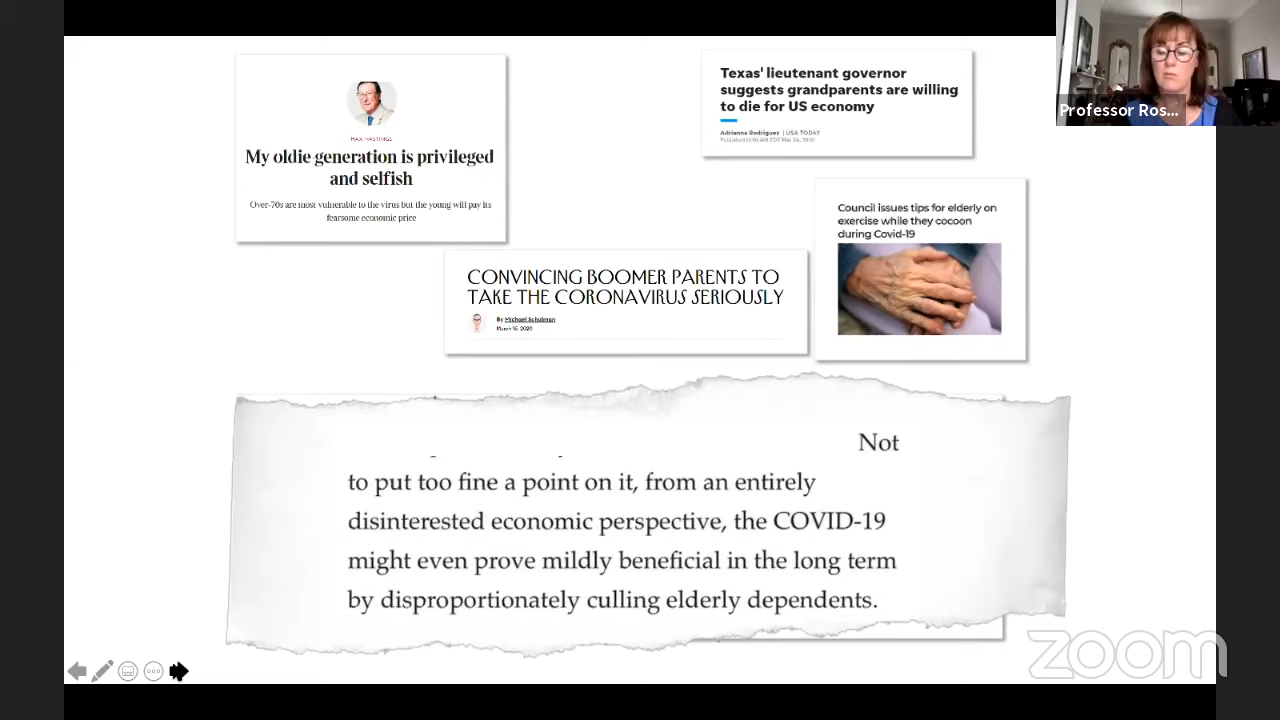 MAX HASTINGS
My oldie generation is privileged
and selfish
Over-70s are most vulnerable to the virus but the young will pay its
fearsome economic price
Texas' lieutenant governor
suggests grandparents are willing
to die for US economy
Adrianna Rodriguez | USA TODAY
Professor Ros...
Council issues tips for elderly on
exercise while they cocoon
during Covid-19
CONVINCING BOOMER PARENTS TO
TAKE THE CORONAVIRUS SERIOUSLY
By Michael Schulman
March 16, 2020
Not
to put too fine a point on it, from an entirely
disinterested economic perspective, the COVID-19
might even prove mildly beneficial in the long term
by disproportionately culling elderly dependents.
zoom